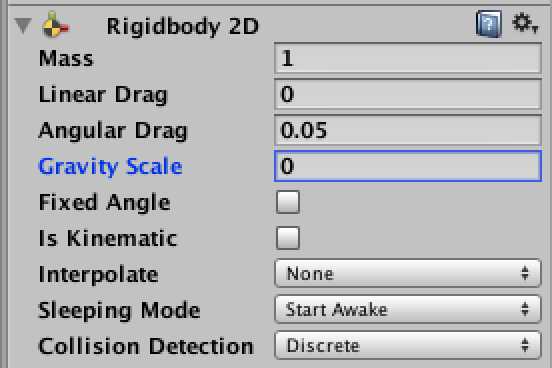 Rigidbody 2D
Mass 1
Linear Drag 0
Angular Drag 0.05
Gravity Scale 0
Fixed Angle
Is Kinematic
Interpolate None
Sleeping Mode Start Awake
Collision Detection Discrete